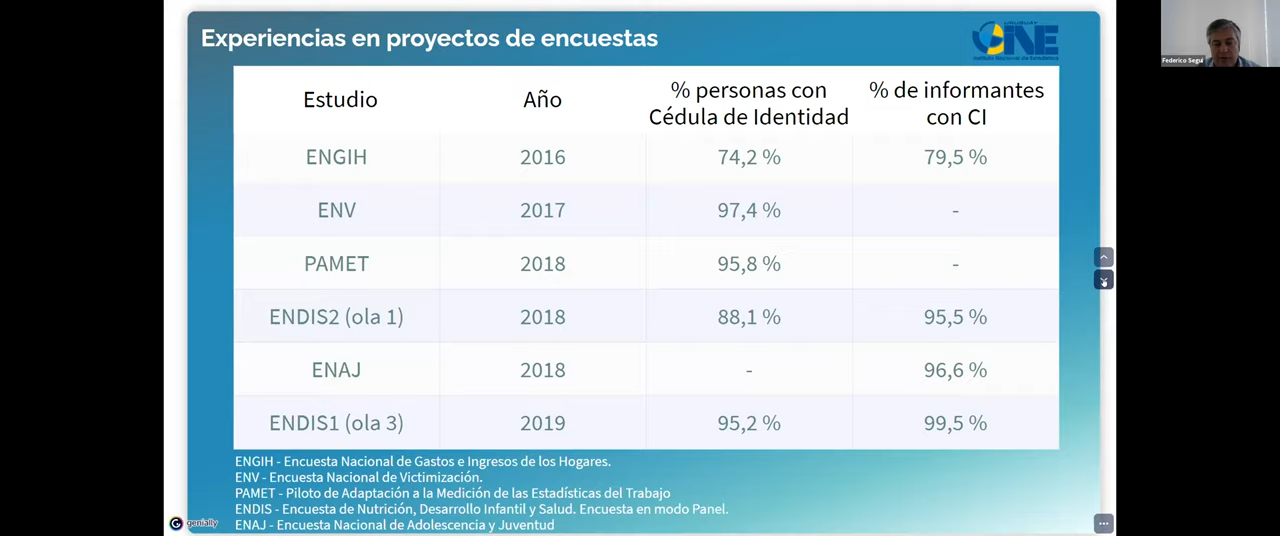 Experiencias en proyectos de encuestas
URUGUAY
INE
Instituto Nacional de Estadística
Federico Segui
Estudio Año % personas con Cédula de Identidad % de informantes con CI
ENGIH 2016 74,2 % 79,5 %
ENV 2017 97,4 % -
PAMET 2018 95,8 % -
ENDIS2 (ola 1) 2018 88,1 % 95,5 %
ENAJ 2018 - 96,6 %
ENDIS1 (ola 3) 2019 95,2 % 99,5 %
ENGIH - Encuesta Nacional de Gastos e Ingresos de los Hogares.
ENV - Encuesta Nacional de Victimización.
PAMET - Piloto de Adaptación a la Medición de las Estadísticas del Trabajo
ENDIS - Encuesta de Nutrición, Desarrollo Infantil y Salud. Encuesta en modo Panel.
ENAJ - Encuesta Nacional de Adolescencia y Juventud
genially